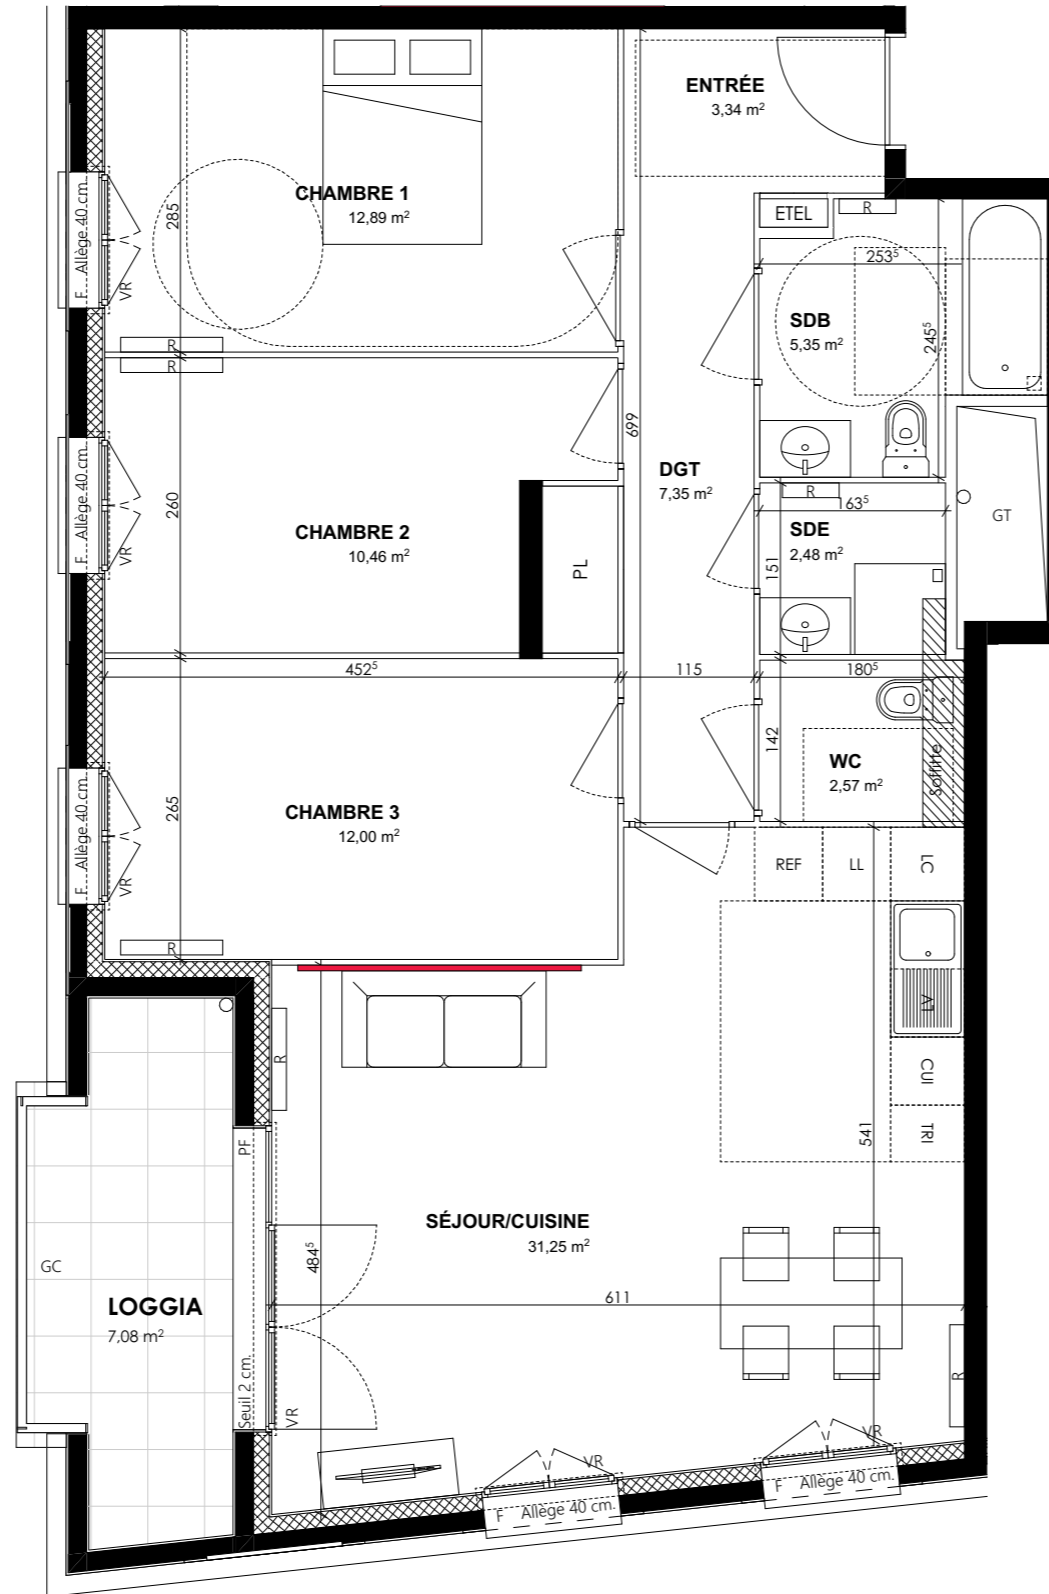 ENTRÉE
3,34 m²
CHAMBRE 1
12,89 m²
285
F Allège 40 cm.
VR
R
ETEL
R
253⁵
SDB
5,35 m²
245⁵
R
699
DGT
7,35 m²
260
F Allège 40 cm.
VR
CHAMBRE 2
10,46 m²
PL
R
163⁵
SDE
2,48 m²
151
GT
452⁵
115
180⁵
142
WC
2,57 m²
Soffitte
265
F Allège 40 cm.
VR
CHAMBRE 3
12,00 m²
R
REF
LL
LC
LV
CUI
TRI
541
R
PF
SÉJOUR/CUISINE
31,25 m²
484⁵
611
GC
LOGGIA
7,08 m²
Seuil 2 cm.
VR
R
VR
F Allège 40 cm.
VR
F Allège 40 cm.